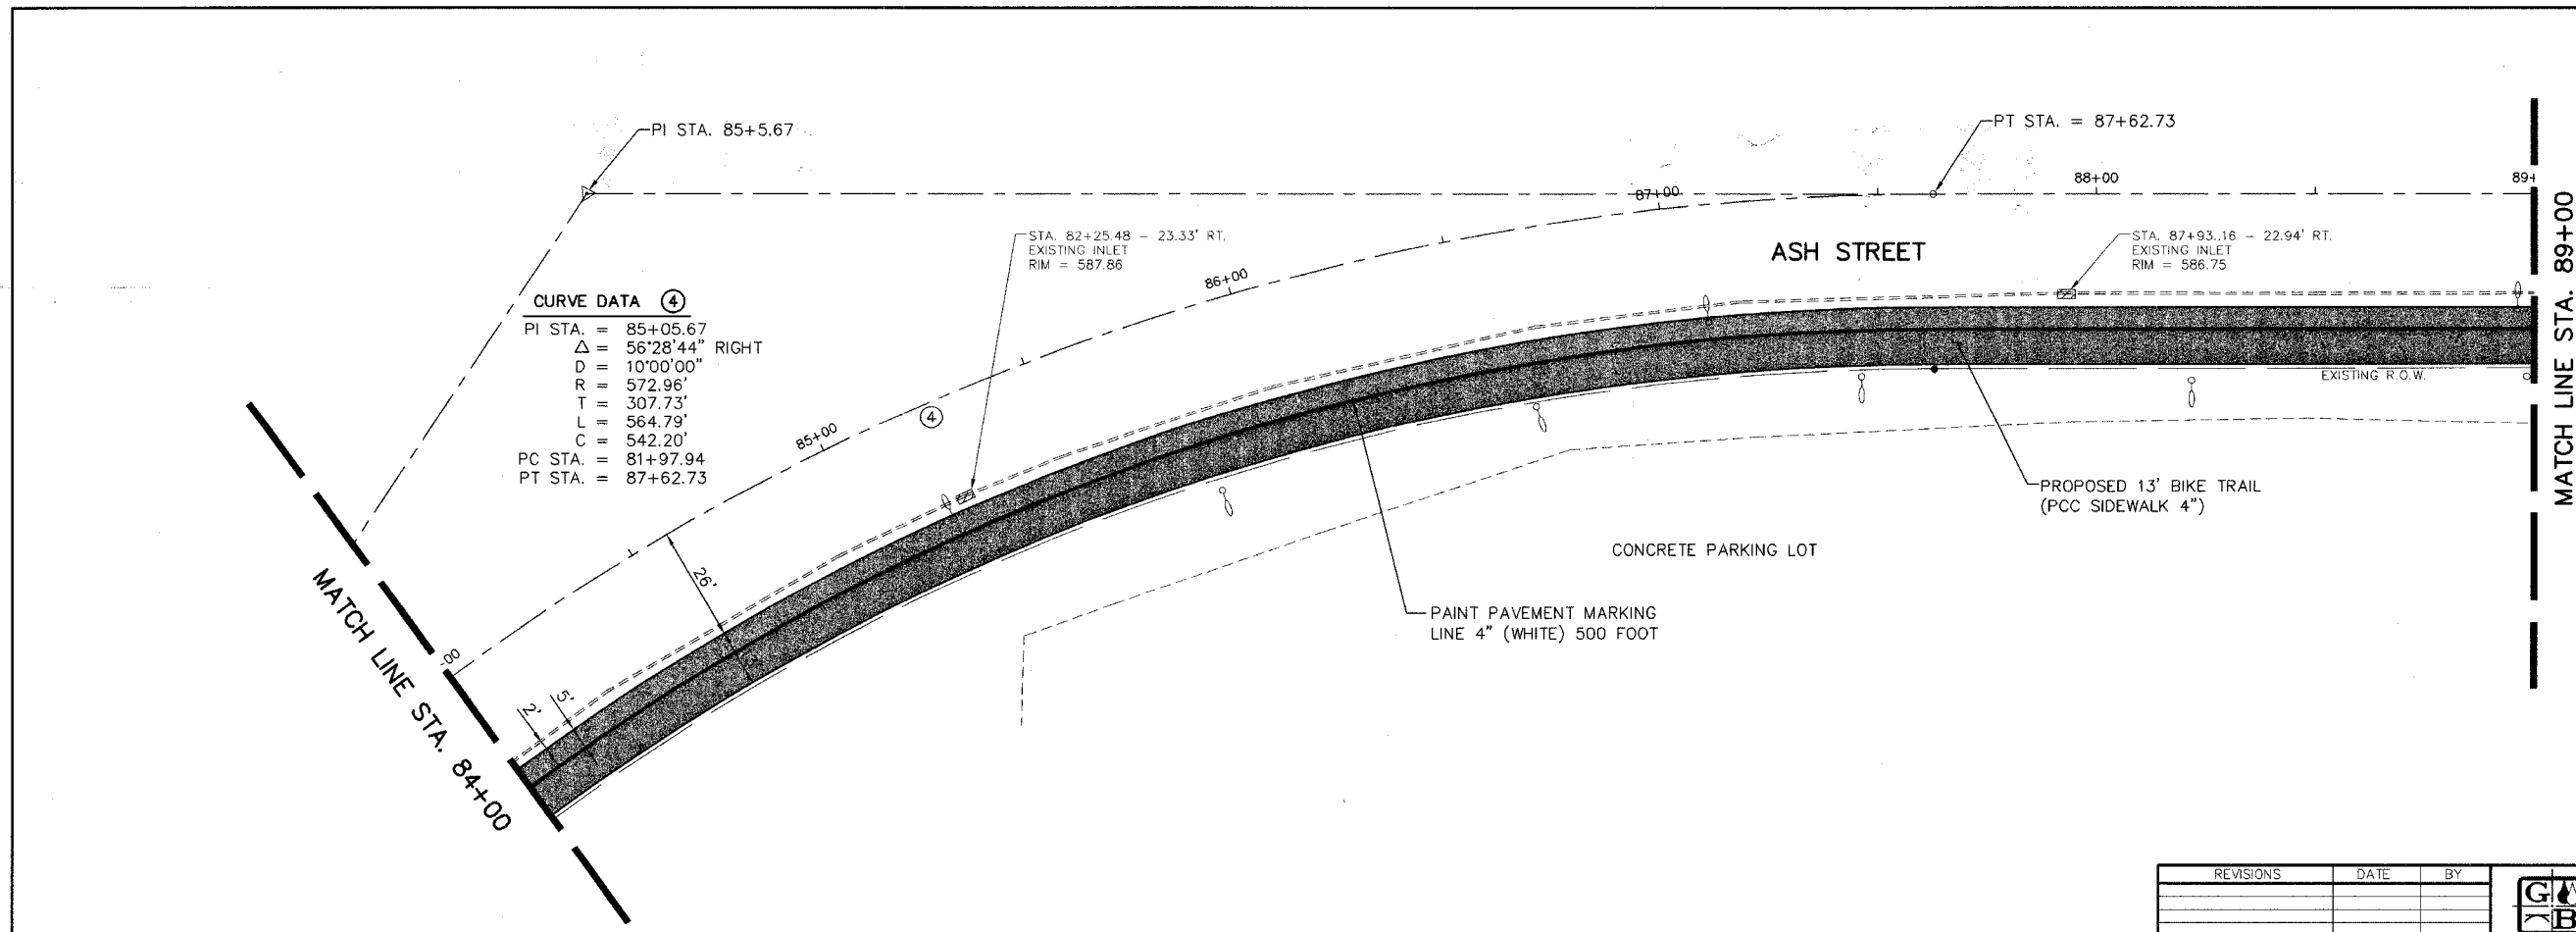 PI STA. 85+5.67
PT STA. = 87+62.73
87+00
88+00
89+
STA. 82+25.48 - 23.33' RT.
EXISTING INLET
RIM = 587.86
ASH STREET
STA. 87+93..16 - 22.94' RT.
EXISTING INLET
RIM = 586.75
MATCH LINE STA. 89+00
86+00
CURVE DATA 4
PI STA. = 85+05.67
Δ = 56°28'44" RIGHT
D = 10°00'00"
R = 572.96'
T = 307.73'
L = 564.79'
C = 542.20'
PC STA. = 81+97.94
PT STA. = 87+62.73
4
85+00
EXISTING R.O.W.
PROPOSED 13' BIKE TRAIL
(PCC SIDEWALK 4")
CONCRETE PARKING LOT
26'
PAINT PAVEMENT MARKING
LINE 4" (WHITE) 500 FOOT
-00
5'
2'
MATCH LINE STA. 84+00
REVISIONS DATE BY
G
B